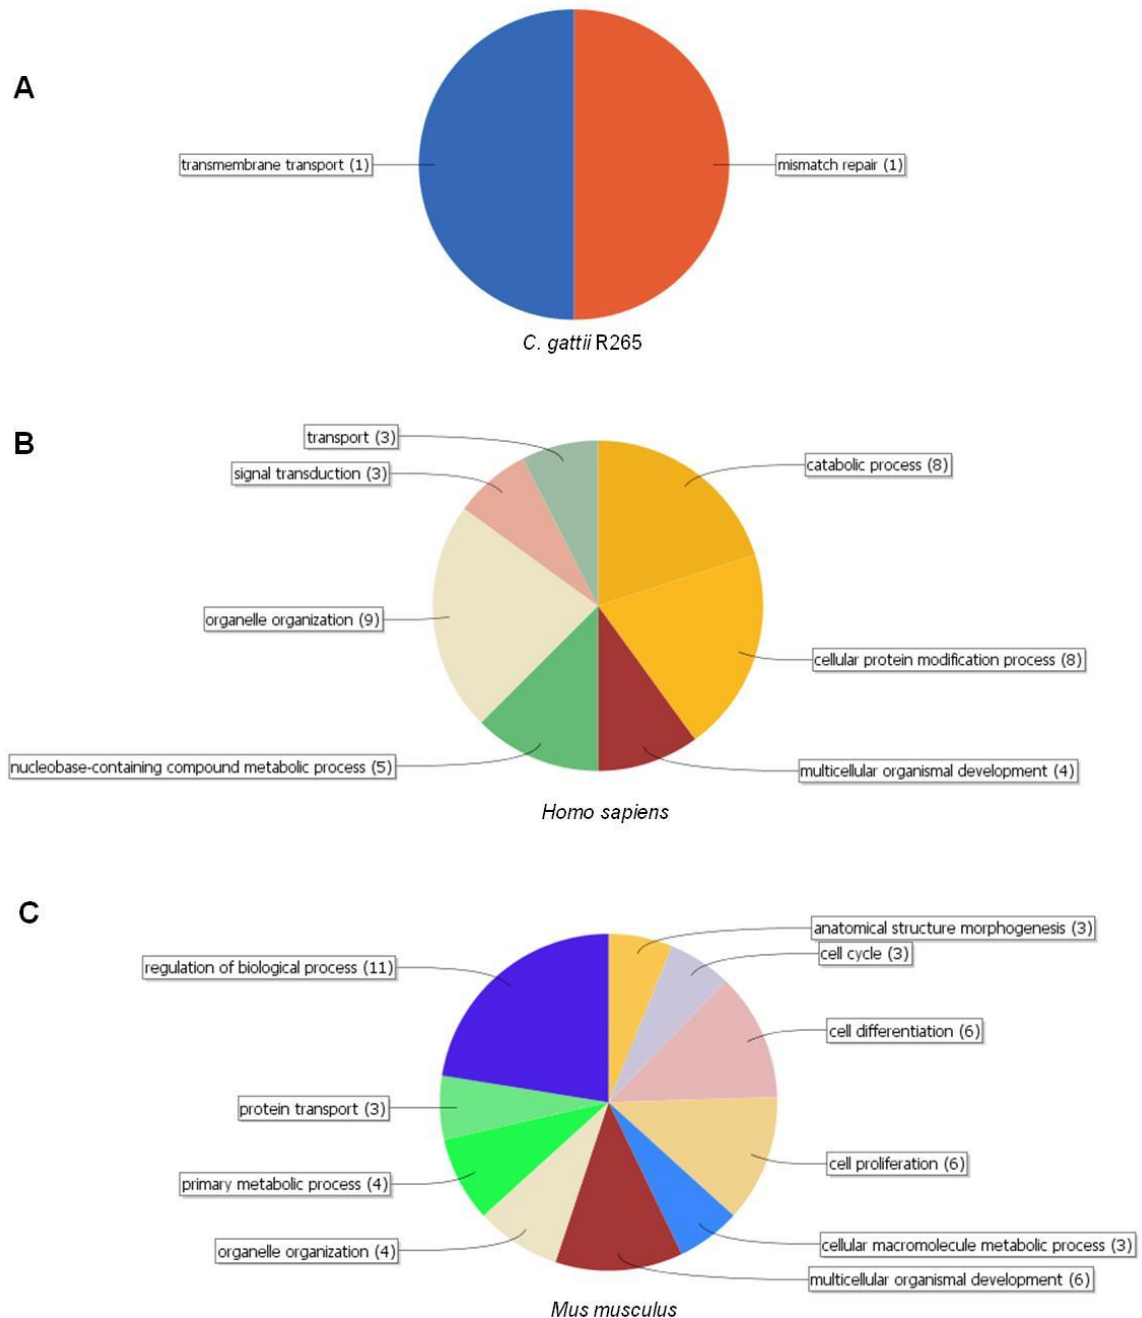 A
transmembrane transport (1)
mismatch repair (1)
C. gattii R265
B
transport (3)
signal transduction (3)
catabolic process (8)
organelle organization (9)
cellular protein modification process (8)
nucleobase-containing compound metabolic process (5)
multicellular organismal development (4)
Homo sapiens
C
anatomical structure morphogenesis (3)
cell cycle (3)
regulation of biological process (11)
cell differentiation (6)
protein transport (3)
cell proliferation (6)
primary metabolic process (4)
organelle organization (4)
cellular macromolecule metabolic process (3)
multicellular organismal development (6)
Mus musculus